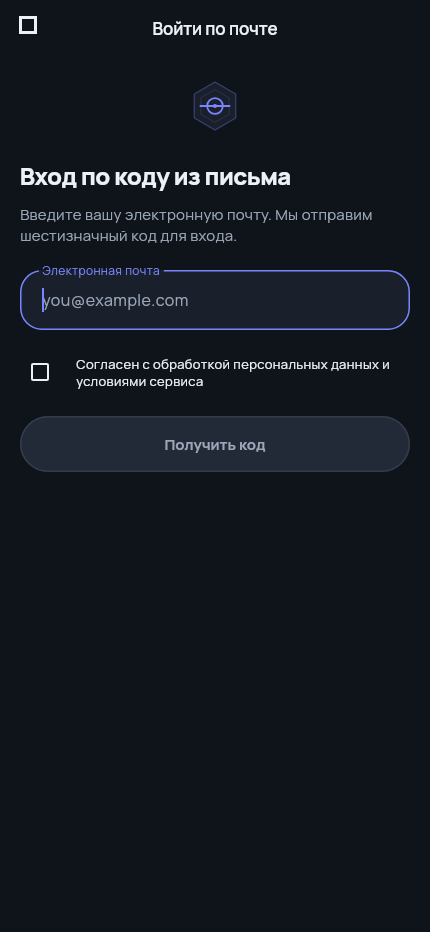 Войти по почте
Вход по коду из письма
Введите вашу электронную почту. Мы отправим
шестизначный код для входа.
Электронная почта
you@example.com
Согласен с обработкой персональных данных и
условиями сервиса
Получить код